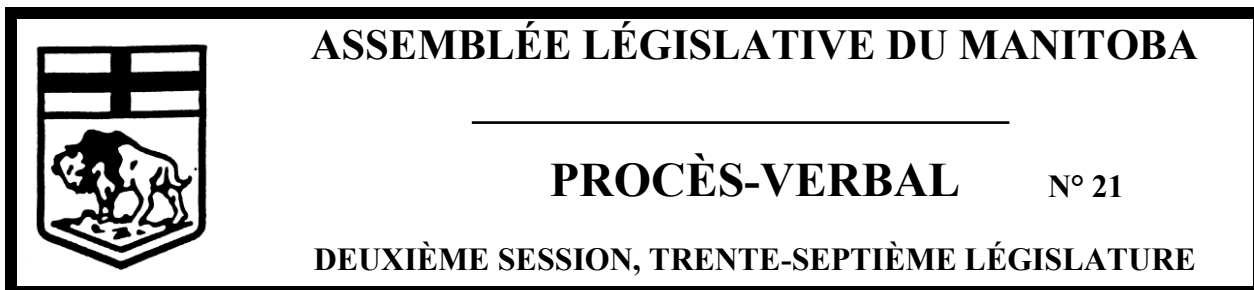 ASSEMBLÉE LÉGISLATIVE DU MANITOBA
PROCÈS-VERBAL N° 21
DEUXIÈME SESSION, TRENTE-SEPTIÈME LÉGISLATURE